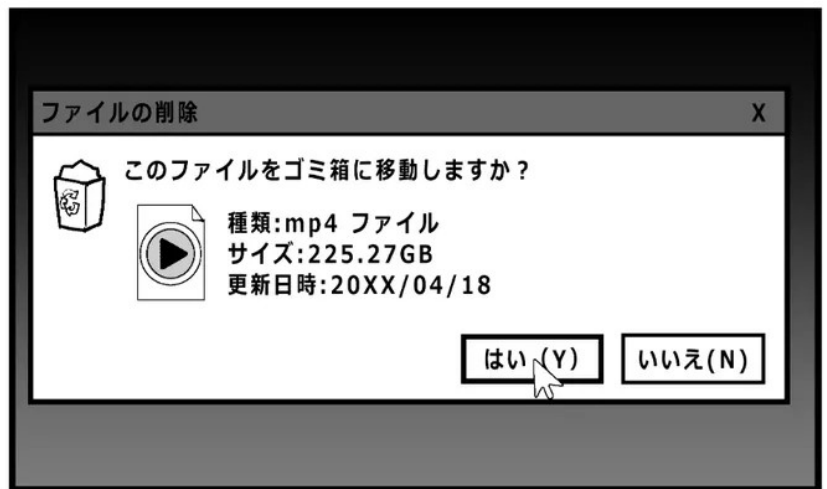 ファイルの削除 X
このファイルをゴミ箱に移動しますか？
種類:mp4 ファイル
サイズ:225.27GB
更新日時:20XX/04/18
はい(Y) いいえ(N)